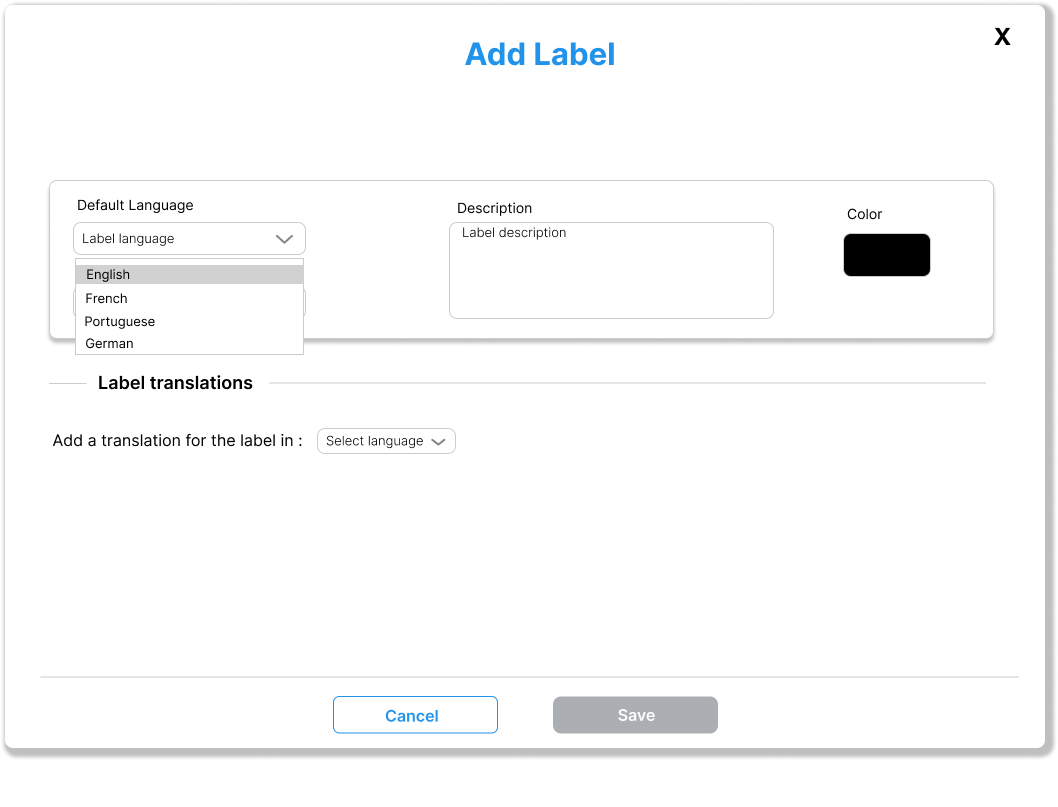 X
Add Label
Default Language
Label language
English
French
Portuguese
German
Description
Label description
Color
Label translations
Add a translation for the label in :
Select language
Cancel
Save